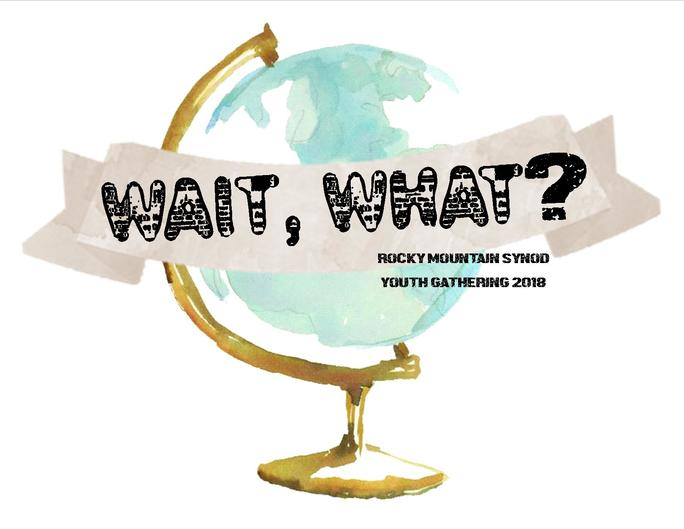 WAIT, WHAT?
ROCKY MOUNTAIN SYNOD
YOUTH GATHERING 2018